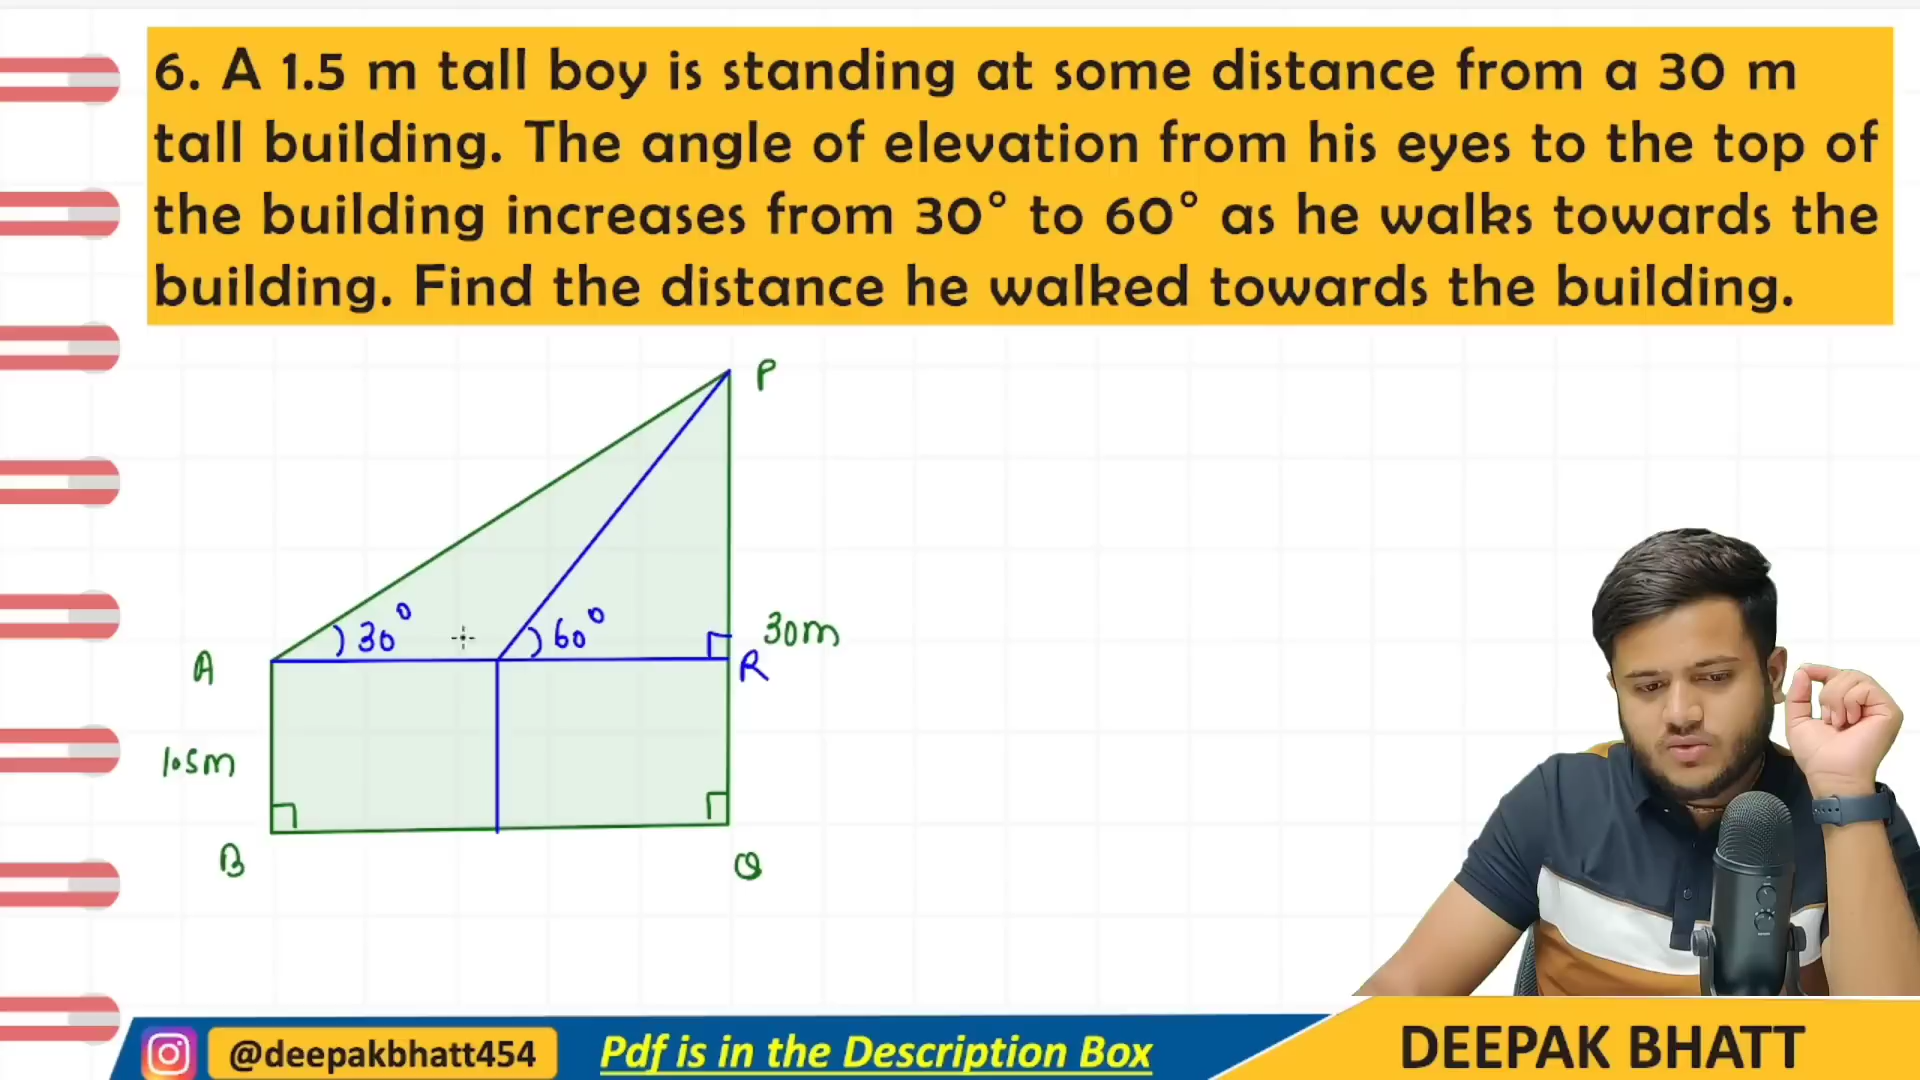 6. A 1.5 m tall boy is standing at some distance from a 30 m
tall building. The angle of elevation from his eyes to the top of
the building increases from 30° to 60° as he walks towards the
building. Find the distance he walked towards the building.
P
30°
60°
30m
A
R
1.5m
B
Q
@deepakbhatt454
Pdf is in the Description Box
DEEPAK BHATT